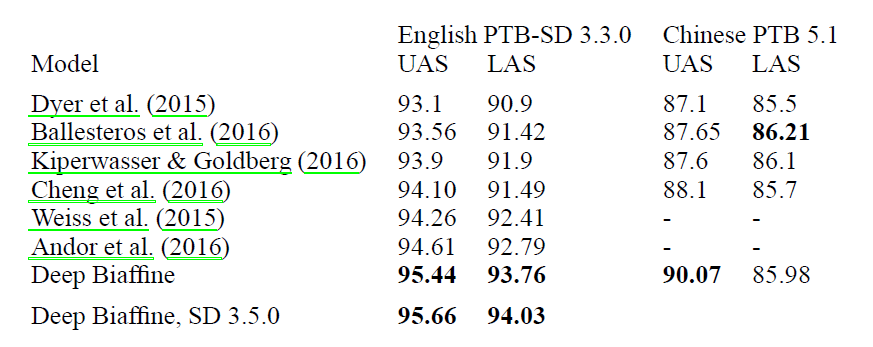 English PTB-SD 3.3.0 Chinese PTB 5.1
Model UAS LAS UAS LAS
Dyer et al. (2015) 93.1 90.9 87.1 85.5
Ballesteros et al. (2016) 93.56 91.42 87.65 86.21
Kiperwasser & Goldberg (2016) 93.9 91.9 87.6 86.1
Cheng et al. (2016) 94.10 91.49 88.1 85.7
Weiss et al. (2015) 94.26 92.41 - -
Andor et al. (2016) 94.61 92.79 - -
Deep Biaffine 95.44 93.76 90.07 85.98
Deep Biaffine, SD 3.5.0 95.66 94.03